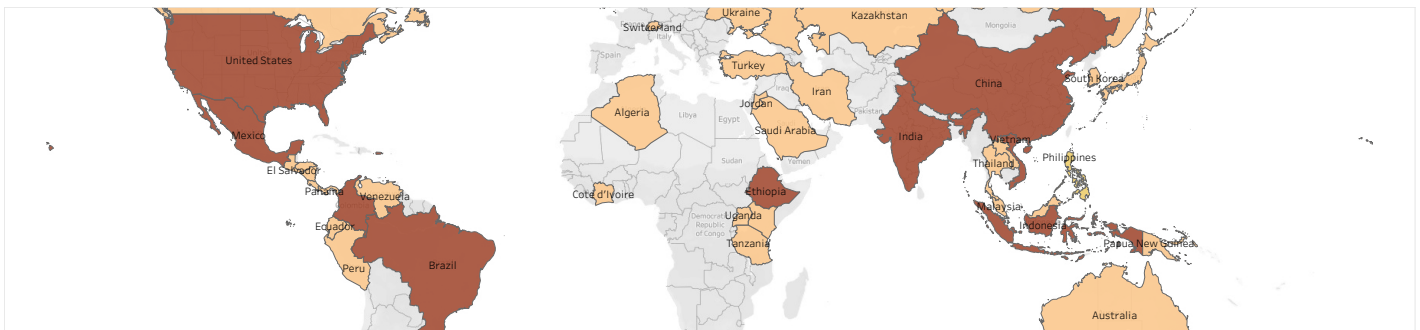 Ukraine
Kazakhstan
Mongolia
Switzerland
Italy
Spain
United States
Turkey
South Korea
China
Iraq
Iran
Jordan
Algeria
Libya
Egypt
Pakistan
Saudi Arabia
India
Mexico
Vietnam
Yemen
Sudan
Philippines
Thailand
El Salvador
Panama
Venezuela
Cote d'Ivoire
Ethiopia
Malaysia
Ecuador
Democratic
Republic
of Congo
Uganda
Indonesia
Tanzania
Papua New Guinea
Peru
Brazil
Australia